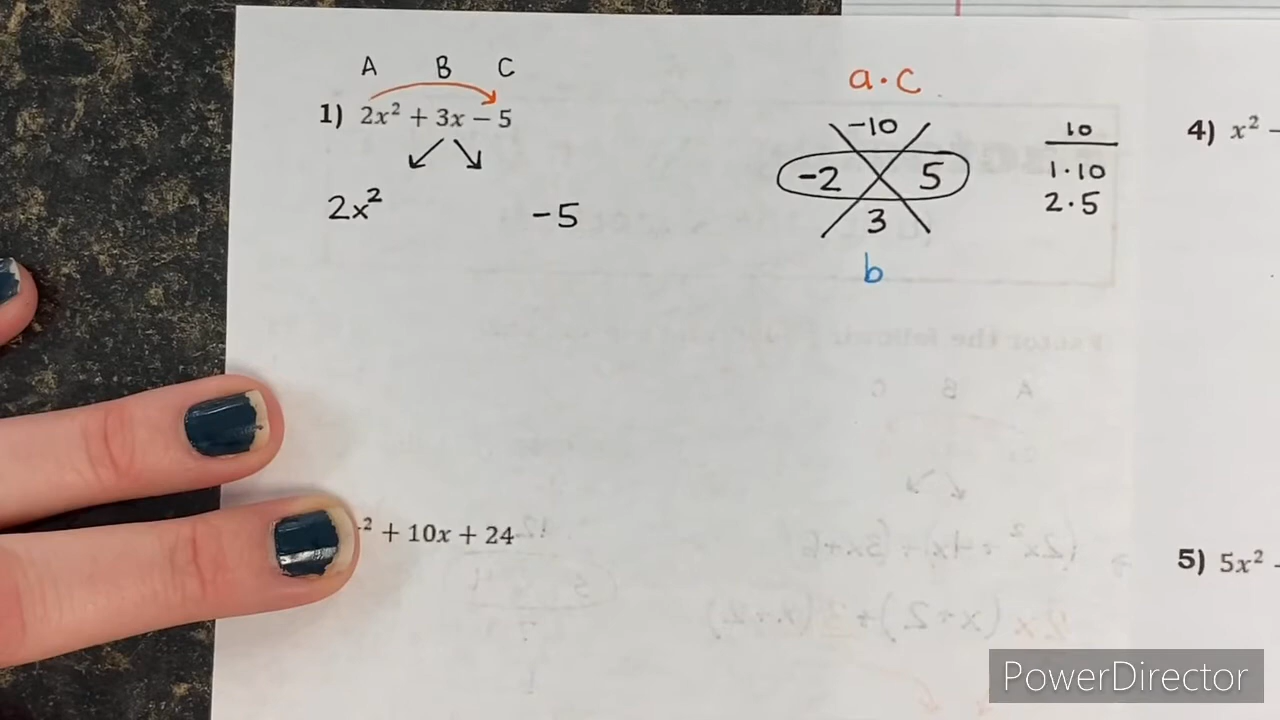 A B C
1) 2x² + 3x − 5
2x² -5
a·c
-10
-2 5
3
b
10
1·10
2·5
² + 10x + 24
4) x² -
5) 5x² -
PowerDirector